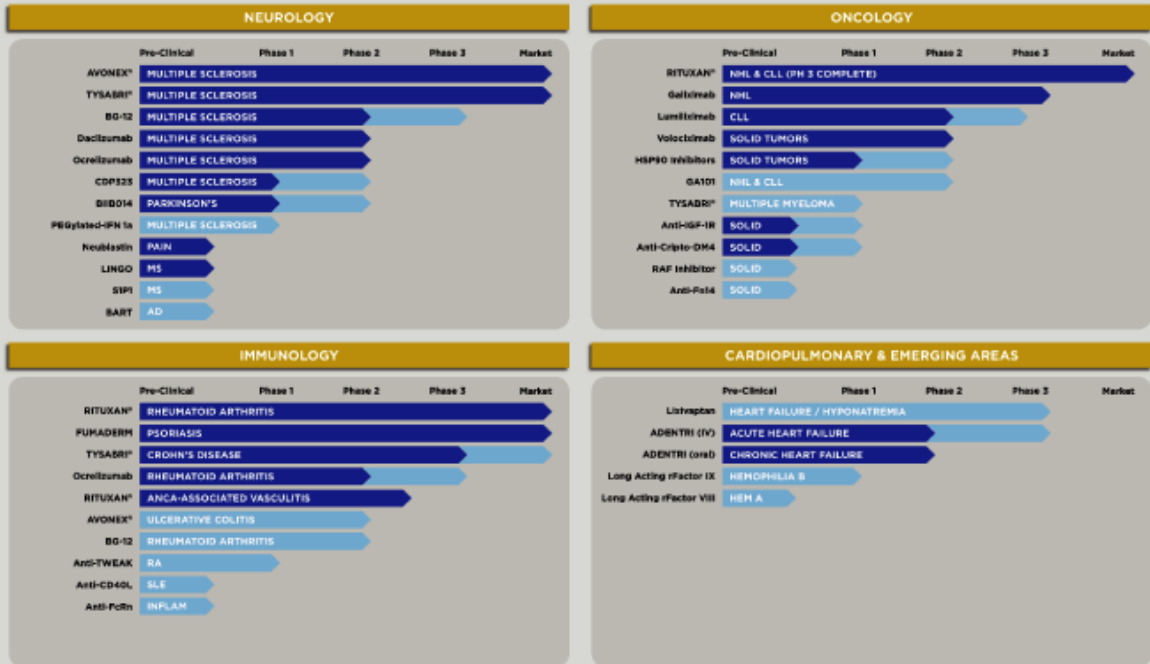 NEUROLOGY
Pre-Clinical Phase 1 Phase 2 Phase 3 Market
AVONEX® MULTIPLE SCLEROSIS
TYSABRI® MULTIPLE SCLEROSIS
BG-12 MULTIPLE SCLEROSIS
Daclizumab MULTIPLE SCLEROSIS
Ocrelizumab MULTIPLE SCLEROSIS
CDP323 MULTIPLE SCLEROSIS
BIIB014 PARKINSON'S
PEGylated-IFN 1a MULTIPLE SCLEROSIS
Neublastin PAIN
LINGO MS
S1P1 MS
BART AD
ONCOLOGY
Pre-Clinical Phase 1 Phase 2 Phase 3 Market
RITUXAN® NHL & CLL (PH 3 COMPLETE)
Galiximab NHL
Lumiliximab CLL
Volociximab SOLID TUMORS
HSP90 Inhibitors SOLID TUMORS
GA101 NHL & CLL
TYSABRI® MULTIPLE MYELOMA
Anti-IGF-1R SOLID
Anti-Cripto-DM4 SOLID
RAF Inhibitor SOLID
Anti-Fn14 SOLID
IMMUNOLOGY
Pre-Clinical Phase 1 Phase 2 Phase 3 Market
RITUXAN® RHEUMATOID ARTHRITIS
FUMADERM PSORIASIS
TYSABRI® CROHN'S DISEASE
Ocrelizumab RHEUMATOID ARTHRITIS
RITUXAN® ANCA-ASSOCIATED VASCULITIS
AVONEX® ULCERATIVE COLITIS
BG-12 RHEUMATOID ARTHRITIS
Anti-TWEAK RA
Anti-CD40L SLE
Anti-FcRn INFLAM
CARDIOPULMONARY & EMERGING AREAS
Pre-Clinical Phase 1 Phase 2 Phase 3 Market
Lixivaptan HEART FAILURE / HYPONATREMIA
ADENTRI (IV) ACUTE HEART FAILURE
ADENTRI (oral) CHRONIC HEART FAILURE
Long Acting rFactor IX HEMOPHILIA B
Long Acting rFactor VIII HEM A